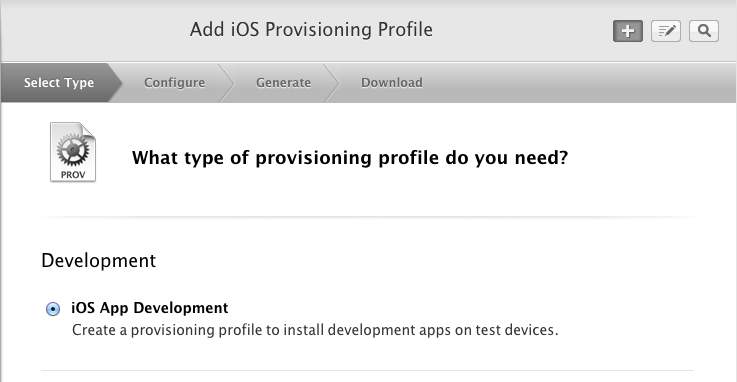 Add iOS Provisioning Profile
Select Type Configure Generate Download
PROV
What type of provisioning profile do you need?
Development
iOS App Development
Create a provisioning profile to install development apps on test devices.